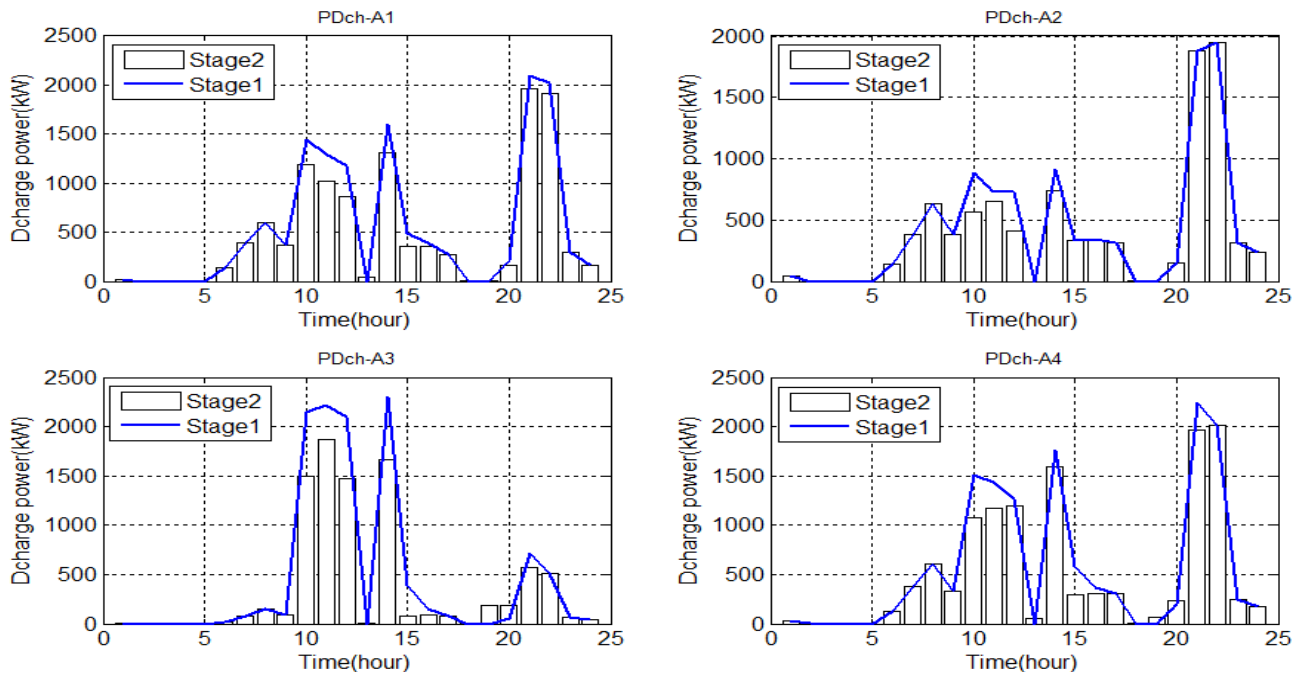 PDch-A1
2500
2000
1500
1000
500
0
Dcharge power(kW)
Stage2
Stage1
0 5 10 15 20 25
Time(hour)
PDch-A2
2000
1500
1000
500
0
Dcharge power(kW)
Stage2
Stage1
0 5 10 15 20 25
Time(hour)
PDch-A3
2500
2000
1500
1000
500
0
Dcharge power(kW)
Stage2
Stage1
0 5 10 15 20 25
Time(hour)
PDch-A4
2500
2000
1500
1000
500
0
Dcharge power(kW)
Stage2
Stage1
0 5 10 15 20 25
Time(hour)